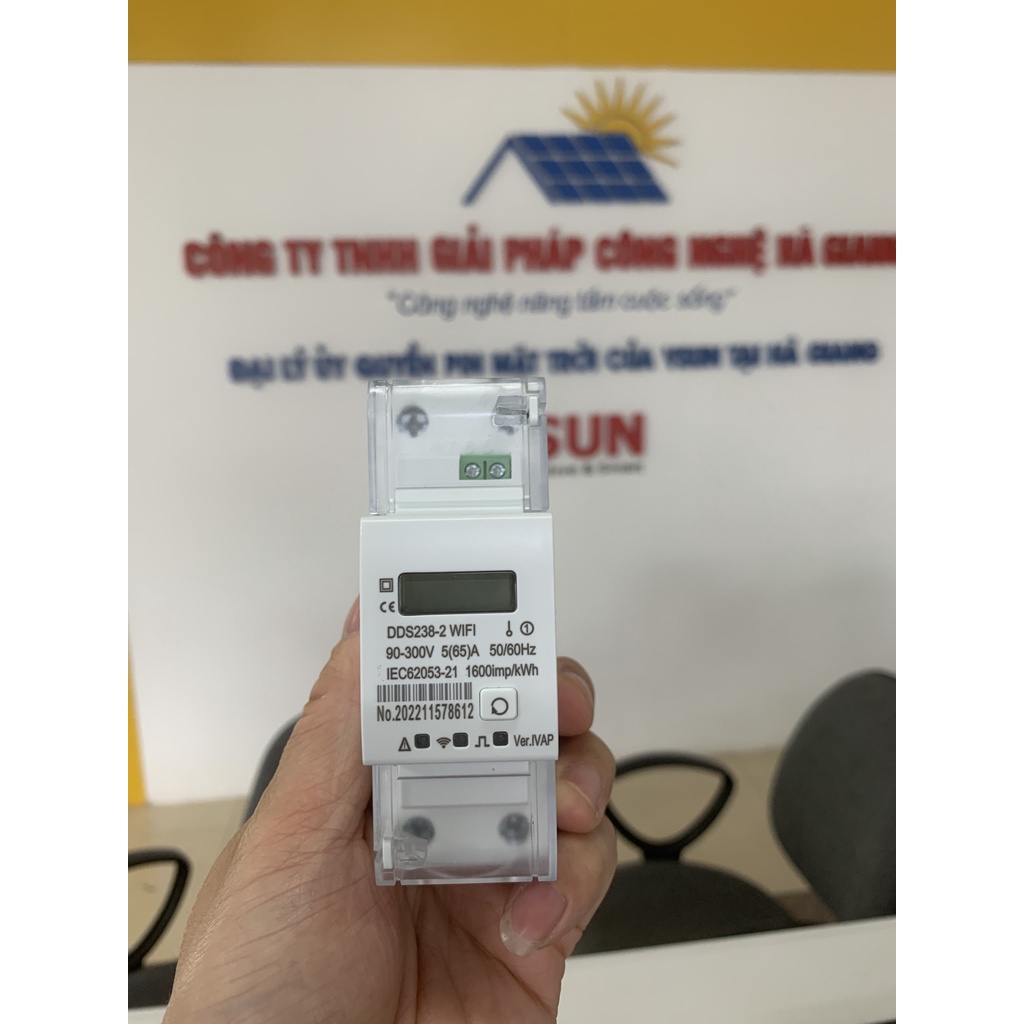 CÔNG TY TNHH GIẢI PHÁP CÔNG NGHỆ HÀ GIANG
"Công nghệ nâng tầm cuộc sống"
ĐẠI LÝ ỦY QUYỀN PIN MẶT TRỜI CỦA VSUN TẠI HÀ GIANG
SUN
CE
DDS238-2 WIFI 1
90-300V 5(65)A 50/60Hz
IEC62053-21 1600imp/kWh
No.202211578612
Ver.IVAP